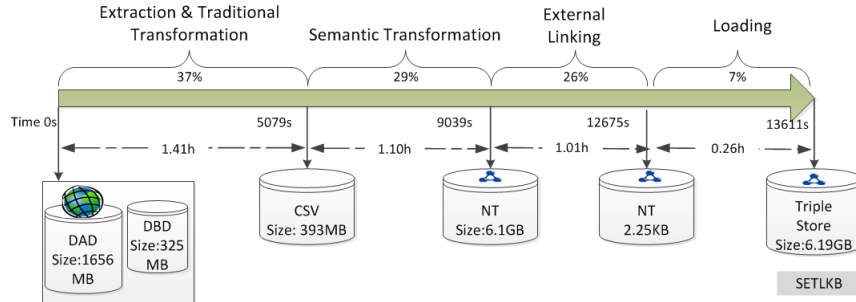 Extraction & Traditional
Transformation
Semantic Transformation
External
Linking
Loading
37%
29%
26%
7%
Time 0s
5079s
9039s
12675s
13611s
1.41h
1.10h
1.01h
0.26h
DAD
Size:1656
MB
DBD
Size:325
MB
CSV
Size: 393MB
NT
Size:6.1GB
NT
2.25KB
Triple
Store
Size:6.19GB
SETLKB